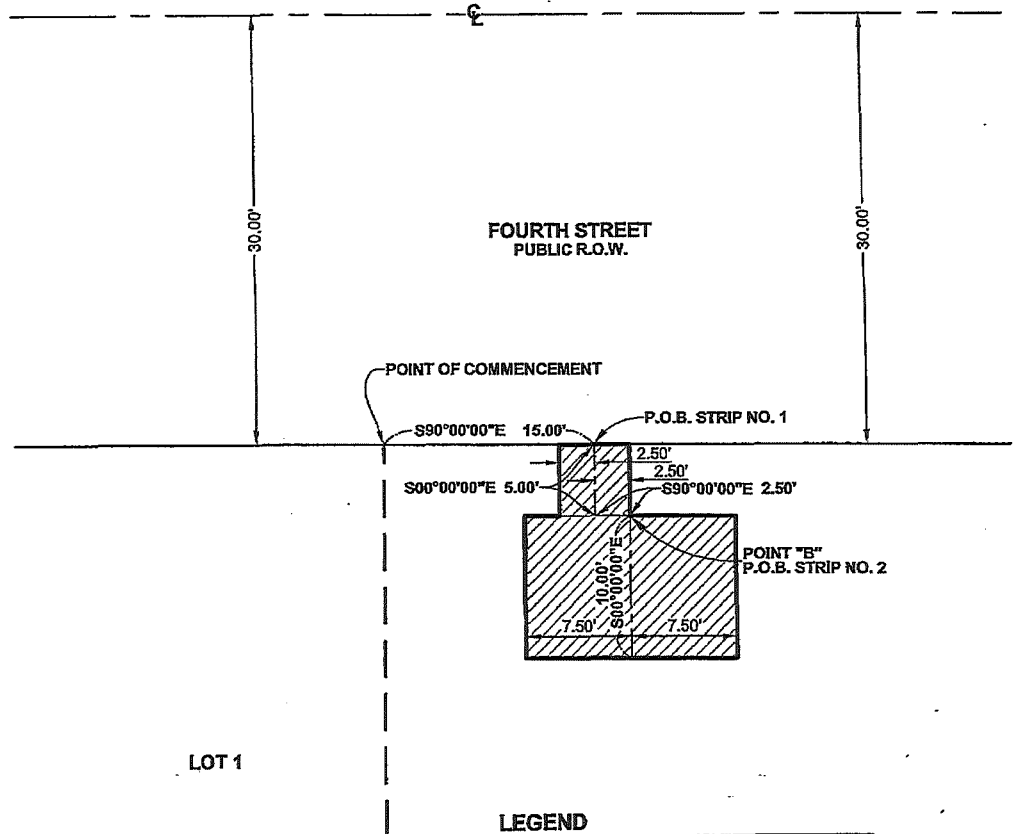 ℄
30.00'
30.00'
FOURTH STREET
PUBLIC R.O.W.
POINT OF COMMENCEMENT
P.O.B. STRIP NO. 1
S90°00'00"E 15.00'
2.50'
2.50'
S00°00'00"E 5.00'
S90°00'00"E 2.50'
POINT "B"
P.O.B. STRIP NO. 2
10.00'
S00°00'00"E
7.50'
7.50'
LOT 1
LEGEND